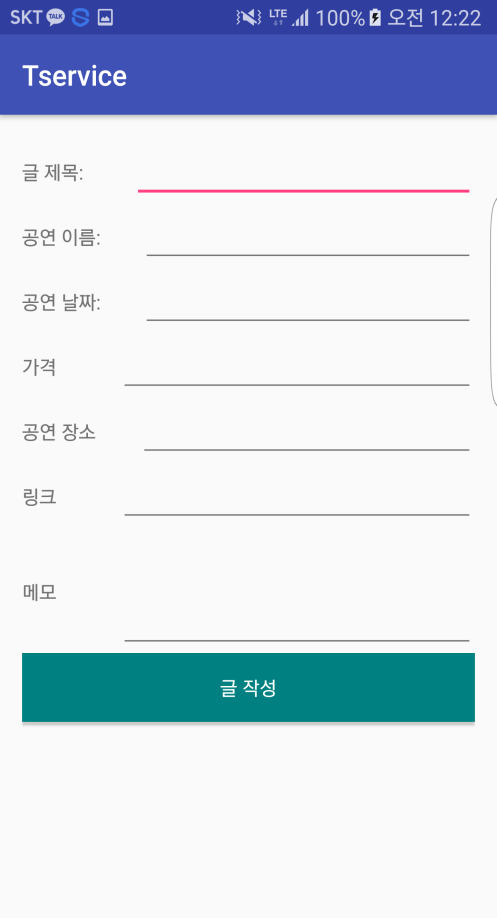 SKT TALK LTE 100% 오전 12:22
Tservice
글 제목:
공연 이름:
공연 날짜:
가격
공연 장소
링크
메모
글 작성